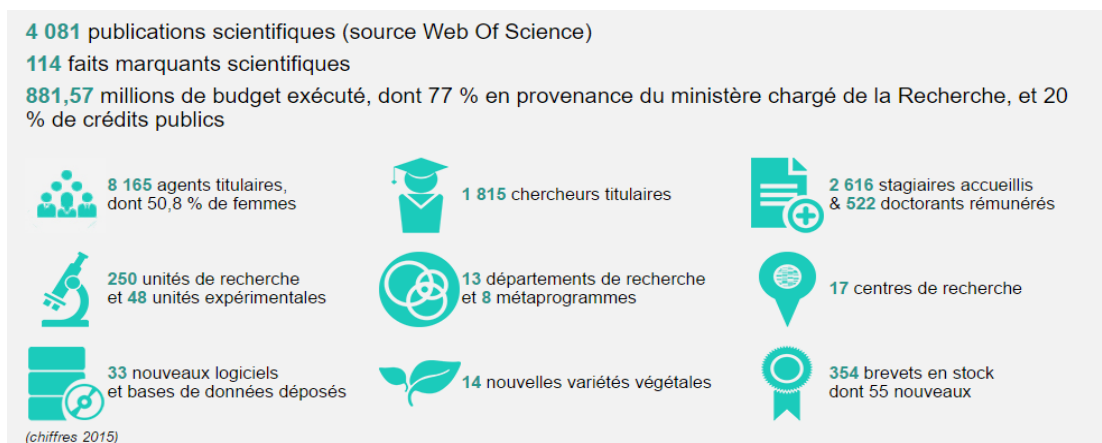 4 081 publications scientifiques (source Web Of Science)
114 faits marquants scientifiques
881,57 millions de budget exécuté, dont 77 % en provenance du ministère chargé de la Recherche, et 20
% de crédits publics
8 165 agents titulaires,
dont 50,8 % de femmes
1 815 chercheurs titulaires
2 616 stagiaires accueillis
& 522 doctorants rémunérés
250 unités de recherche
et 48 unités expérimentales
13 départements de recherche
et 8 métaprogrammes
17 centres de recherche
33 nouveaux logiciels
et bases de données déposés
14 nouvelles variétés végétales
354 brevets en stock
dont 55 nouveaux
(chiffres 2015)